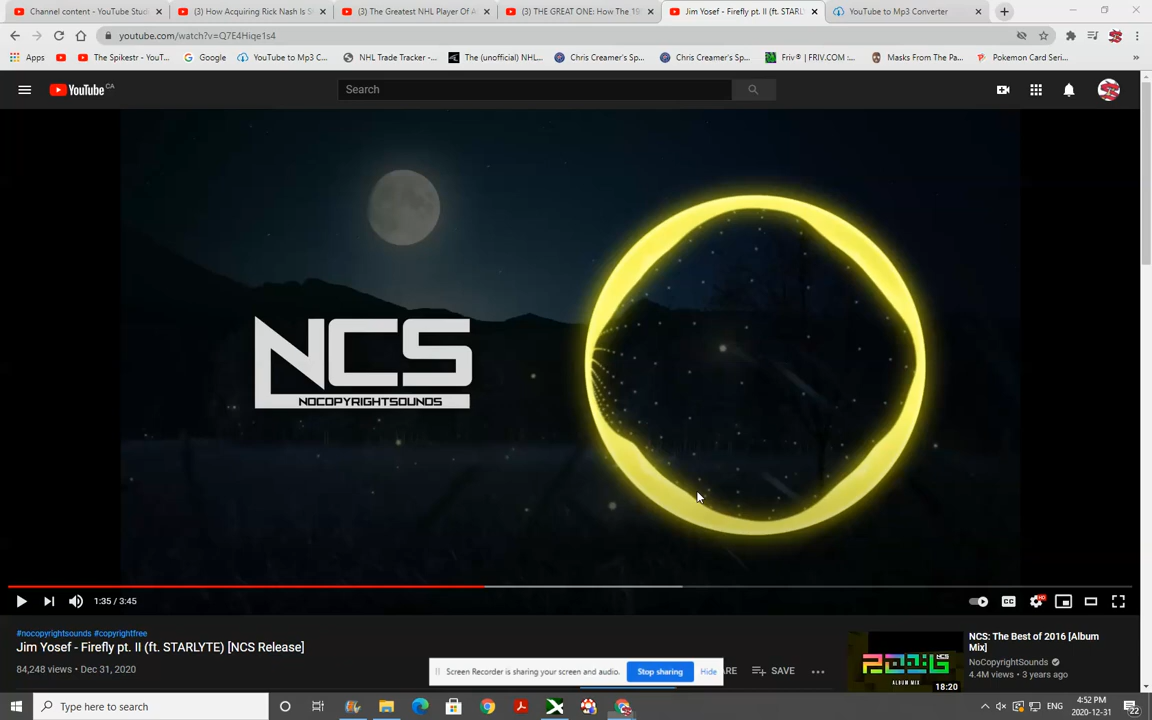 Channel content - YouTube Studi
(3) How Acquiring Rick Nash Is S
(3) The Greatest NHL Player Of A
(3) THE GREAT ONE: How The 19
Jim Yosef - Firefly pt. II (ft. STARL
YouTube to Mp3 Converter
youtube.com/watch?v=Q7E4Hiqe1s4
Apps
The Spikestr - YouT...
Google
YouTube to Mp3 C...
NHL Trade Tracker -...
The (unofficial) NHL...
Chris Creamer's Sp...
Chris Creamer's Sp...
Friv® | FRIV.COM :...
Masks From The Pa...
Pokemon Card Seri...
»
YouTube CA
Search
NCS
NOCOPYRIGHTSOUNDS
1:35 / 3:45
CC
HD
#nocopyrightsounds #copyrightfree
Jim Yosef - Firefly pt. II (ft. STARLYTE) [NCS Release]
84,248 views • Dec 31, 2020
Screen Recorder is sharing your screen and audio.
Stop sharing
Hide
ARE
SAVE
NCS: The Best of 2016 [Album
Mix]
NoCopyrightSounds
4.4M views • 3 years ago
ALBUM MIX
18:20
Type here to search
ENG
4:52 PM
2020-12-31
22